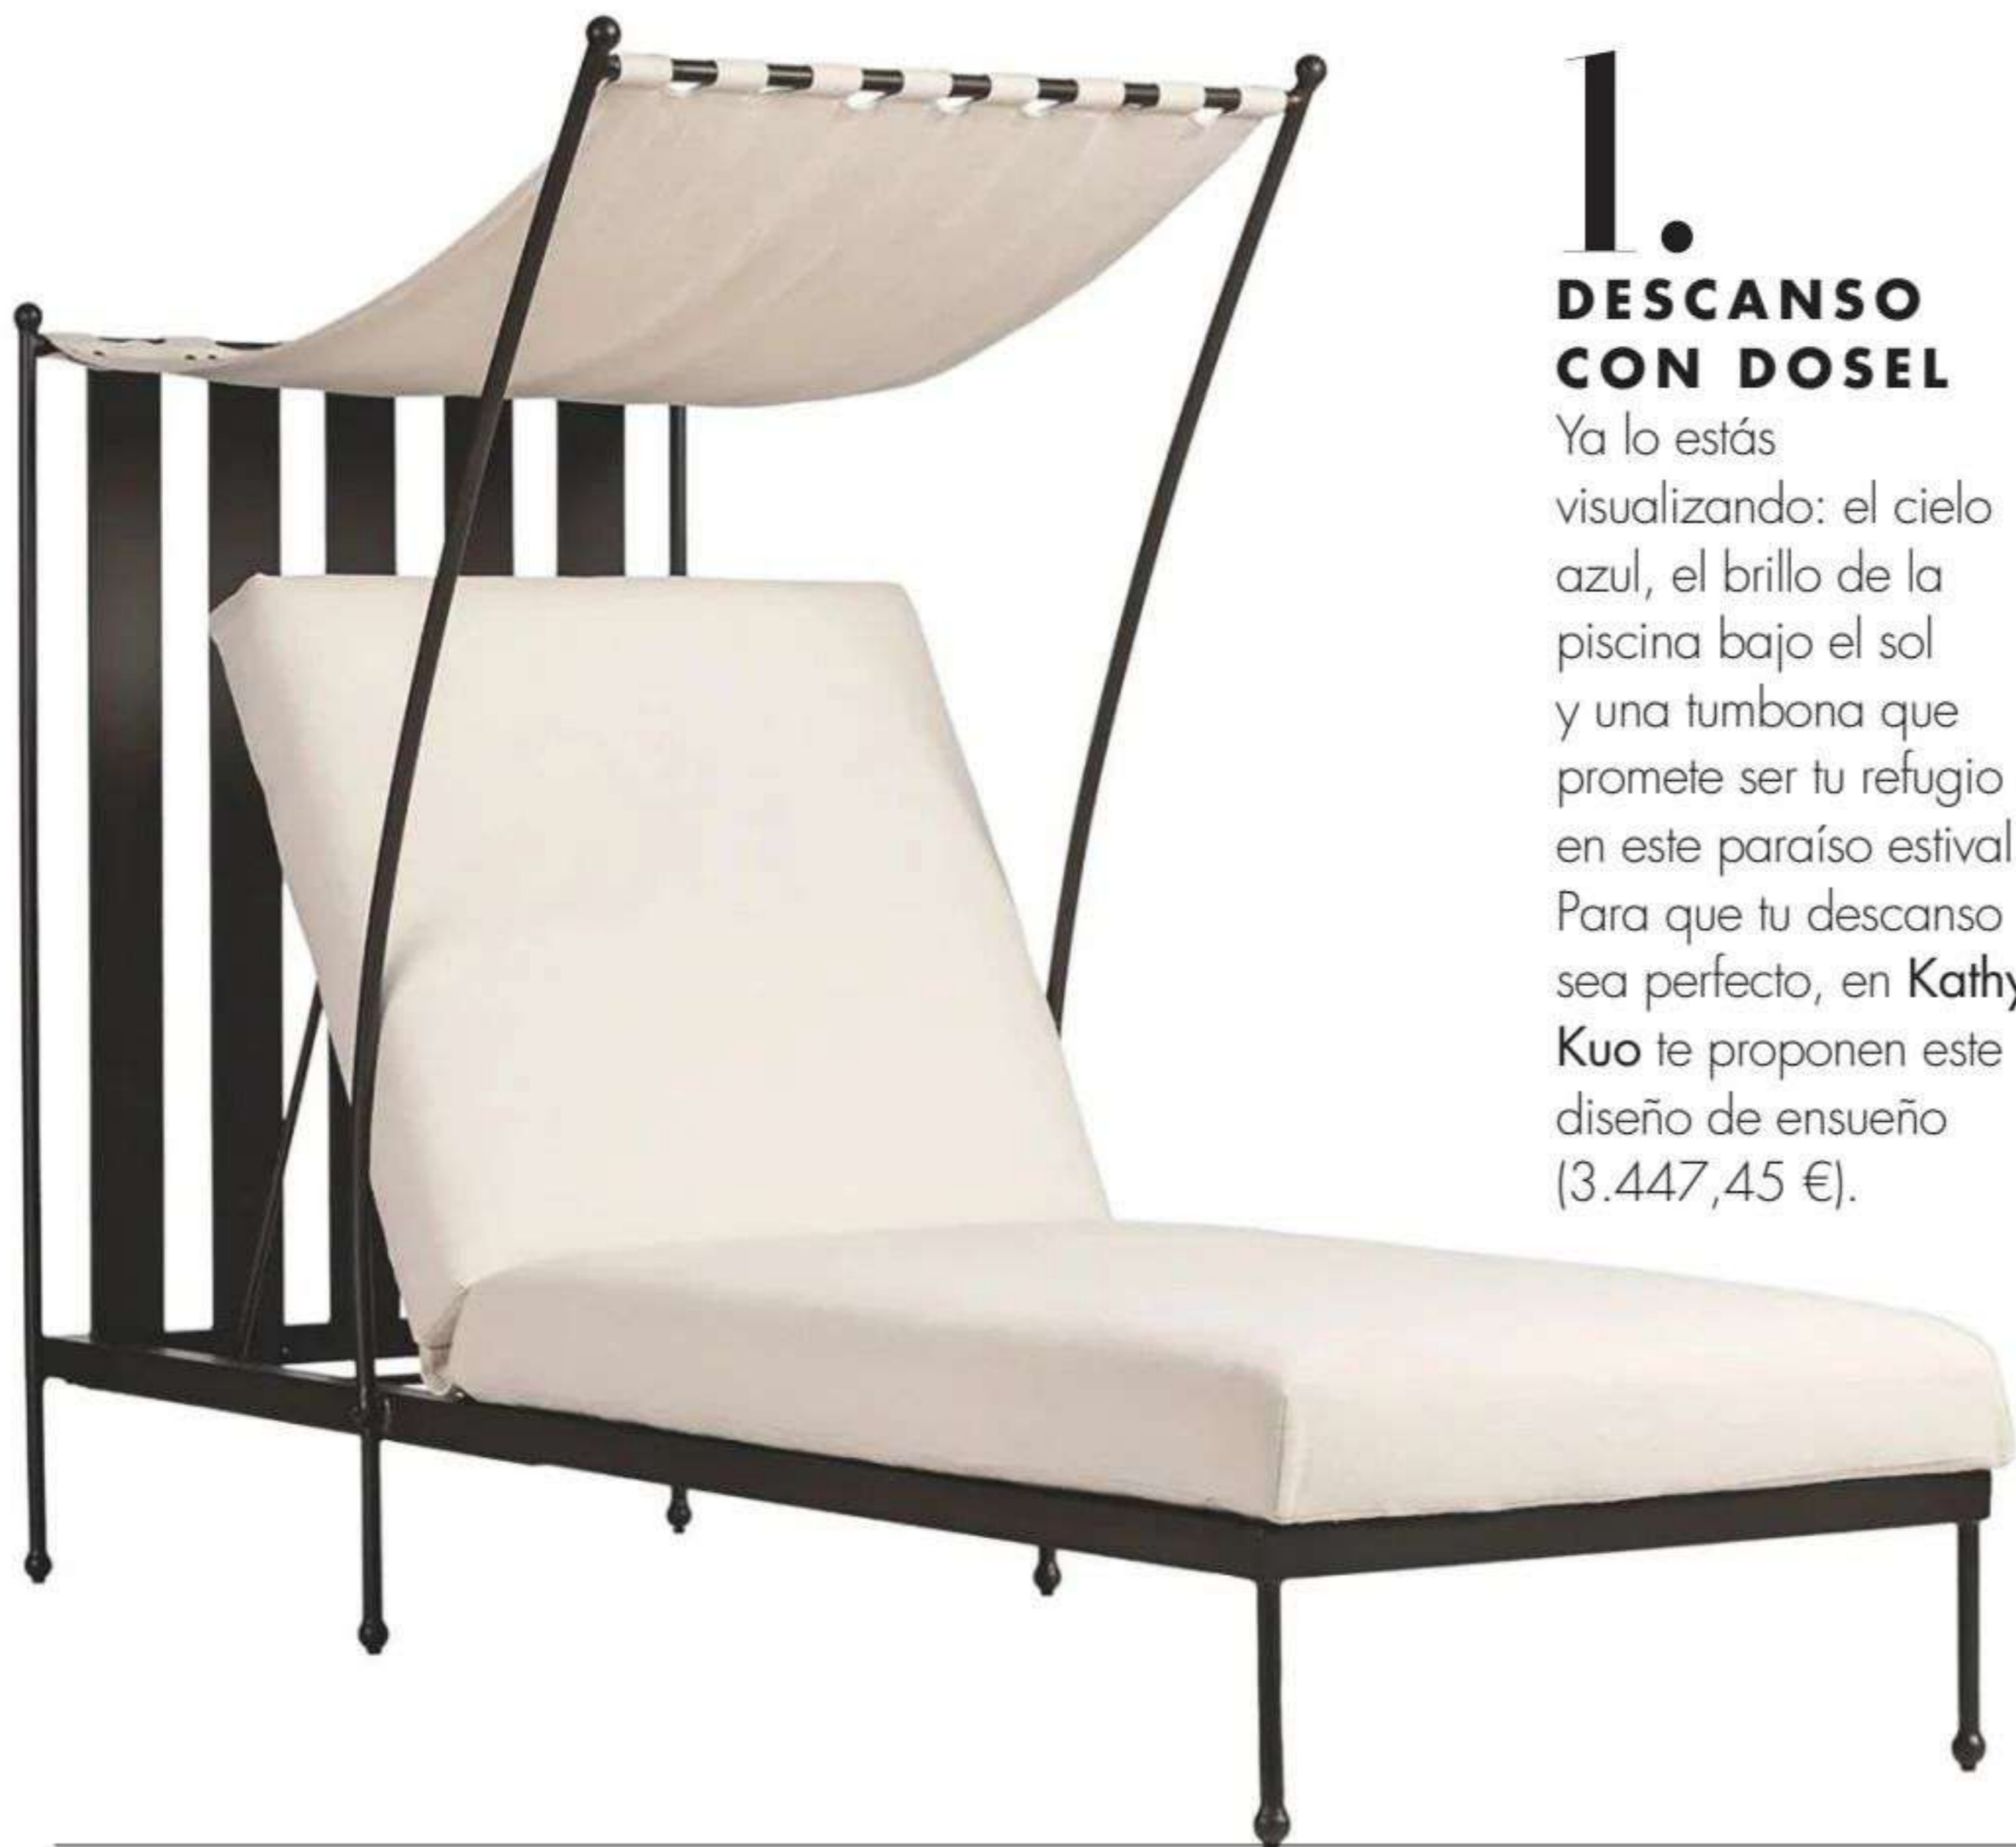 1.
DESCANSO
CON DOSEL
Ya lo estás
visualizando: el cielo
azul, el brillo de la
piscina bajo el sol
y una tumbona que
promete ser tu refugio
en este paraíso estival
Para que tu descanso
sea perfecto, en Kathy
Kuo te proponen este
diseño de ensueño
(3.447,45 €).